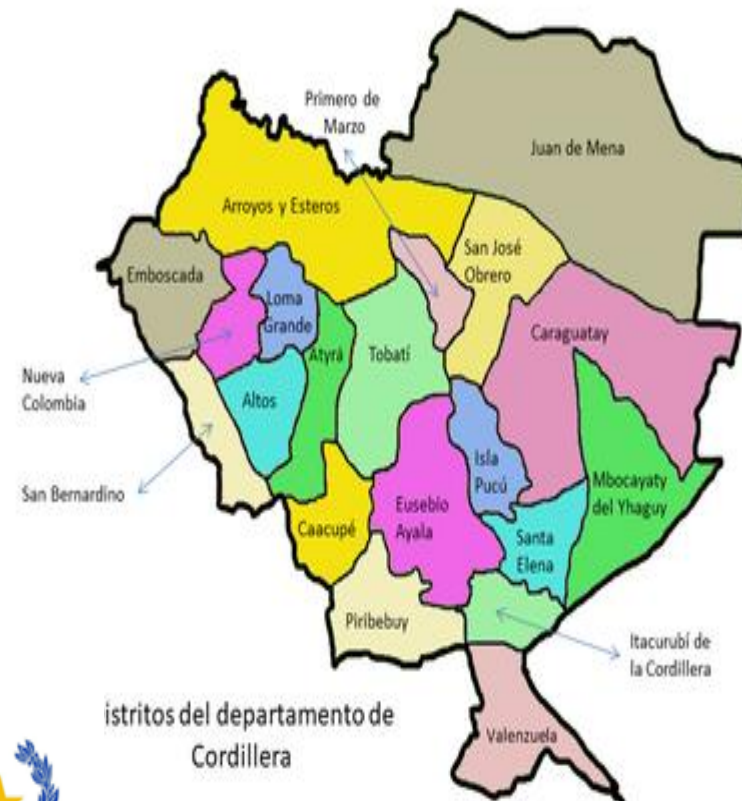 Primero de
Marzo
Juan de Mena
Arroyos y Esteros
San José
Obrero
Emboscada
Loma
Grande
Caraguatay
Atyrá
Tobatí
Nueva
Colombia
Altos
San Bernardino
Isla
Pucú
Mbocayaty
del Yhaguy
Eusebio
Ayala
Caacupé
Santa
Elena
Piribebuy
Itacurubí de
la Cordillera
istritos del departamento de
Cordillera
Valenzuela